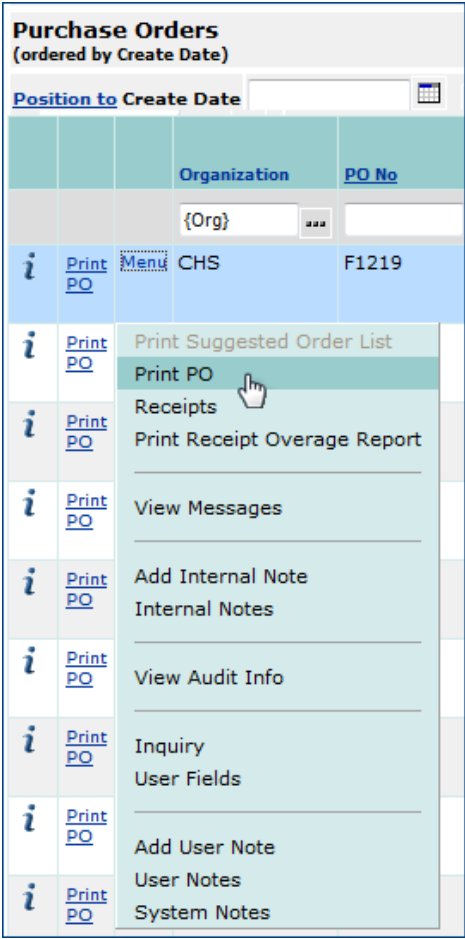 Purchase Orders
(ordered by Create Date)
Position to Create Date
Organization PO No
{Org} ...
i Print PO Menu CHS F1219
i Print PO
Print Suggested Order List
Print PO
i Print PO
Receipts
Print Receipt Overage Report
i Print PO
View Messages
i Print PO
Add Internal Note
Internal Notes
i Print PO
View Audit Info
i Print PO
Inquiry
User Fields
i Print PO
Add User Note
i Print PO
User Notes
System Notes